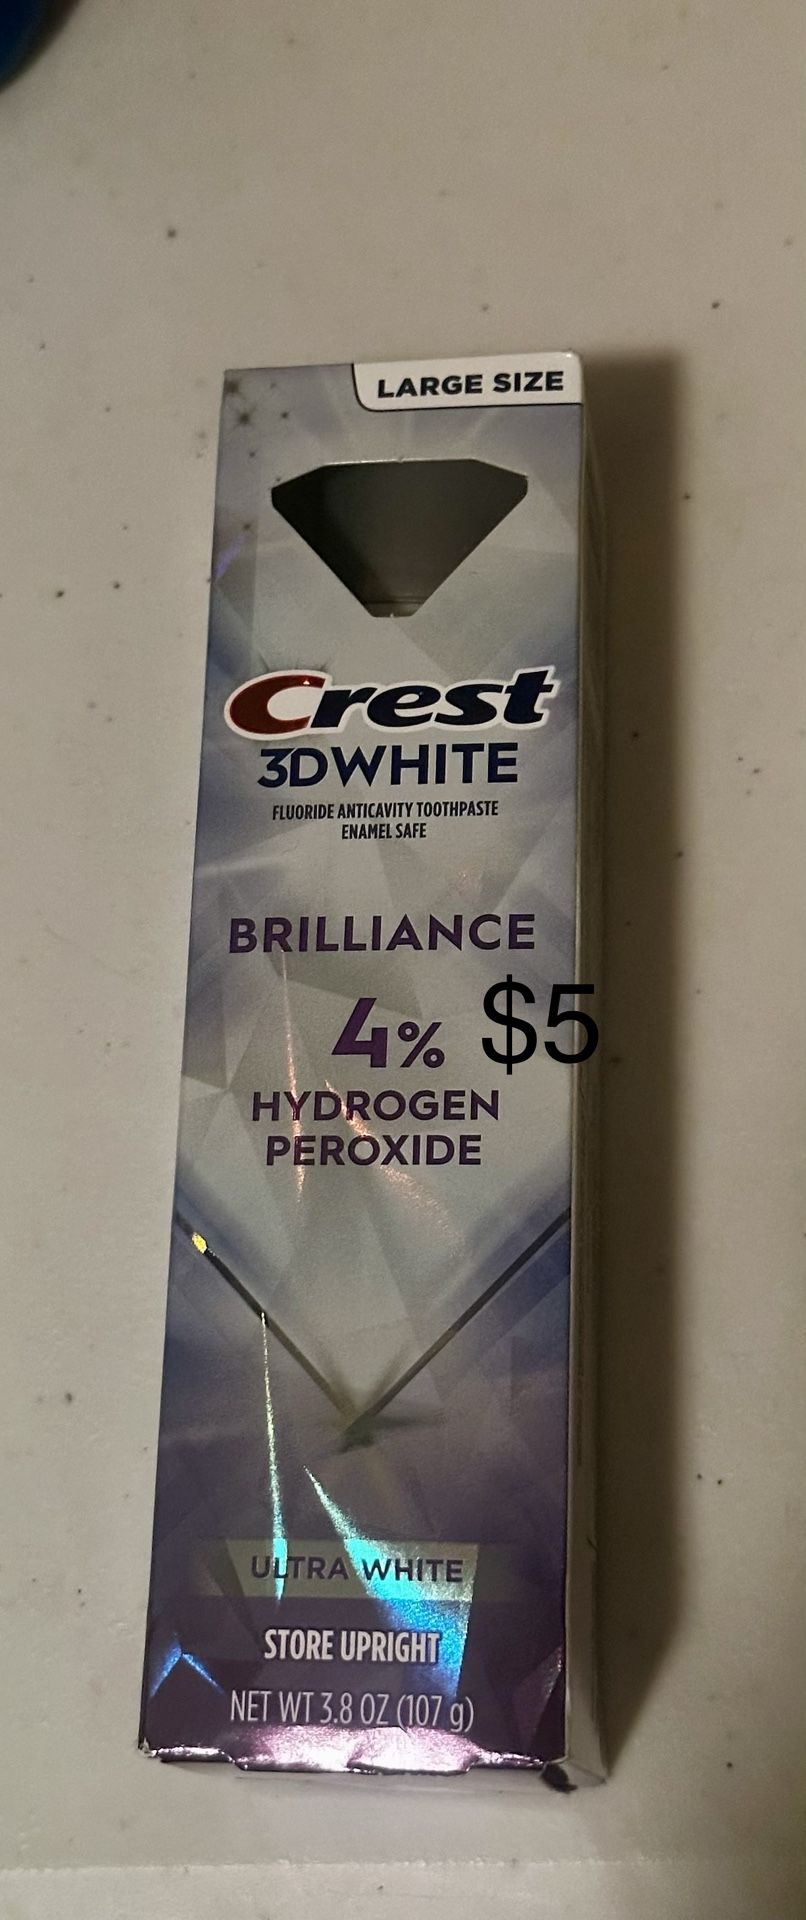 LARGE SIZE
Crest
3DWHITE
FLUORIDE ANTICAVITY TOOTHPASTE
ENAMEL SAFE
BRILLIANCE
4% $5
HYDROGEN
PEROXIDE
ULTRA WHITE
STORE UPRIGHT
NET WT 3.8 OZ (107 g)